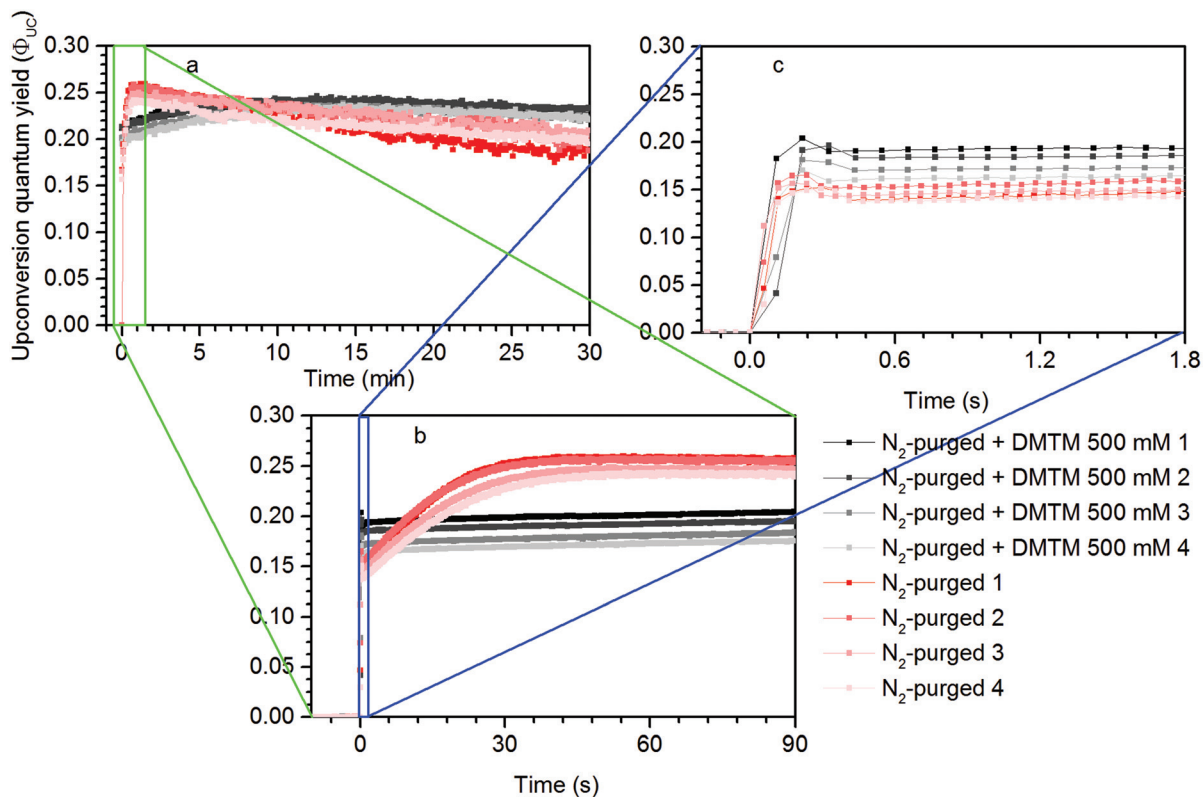 Upconversion quantum yield (Φ_UC)
0.30
0.25
0.20
0.15
0.10
0.05
0.00
a
0 5 10 15 20 25 30
Time (min)
0.30
0.25
0.20
0.15
0.10
0.05
0.00
c
0.0 0.6 1.2 1.8
Time (s)
0.30
0.25
0.20
0.15
0.10
0.05
0.00
b
0 30 60 90
Time (s)
N₂-purged + DMTM 500 mM 1
N₂-purged + DMTM 500 mM 2
N₂-purged + DMTM 500 mM 3
N₂-purged + DMTM 500 mM 4
N₂-purged 1
N₂-purged 2
N₂-purged 3
N₂-purged 4